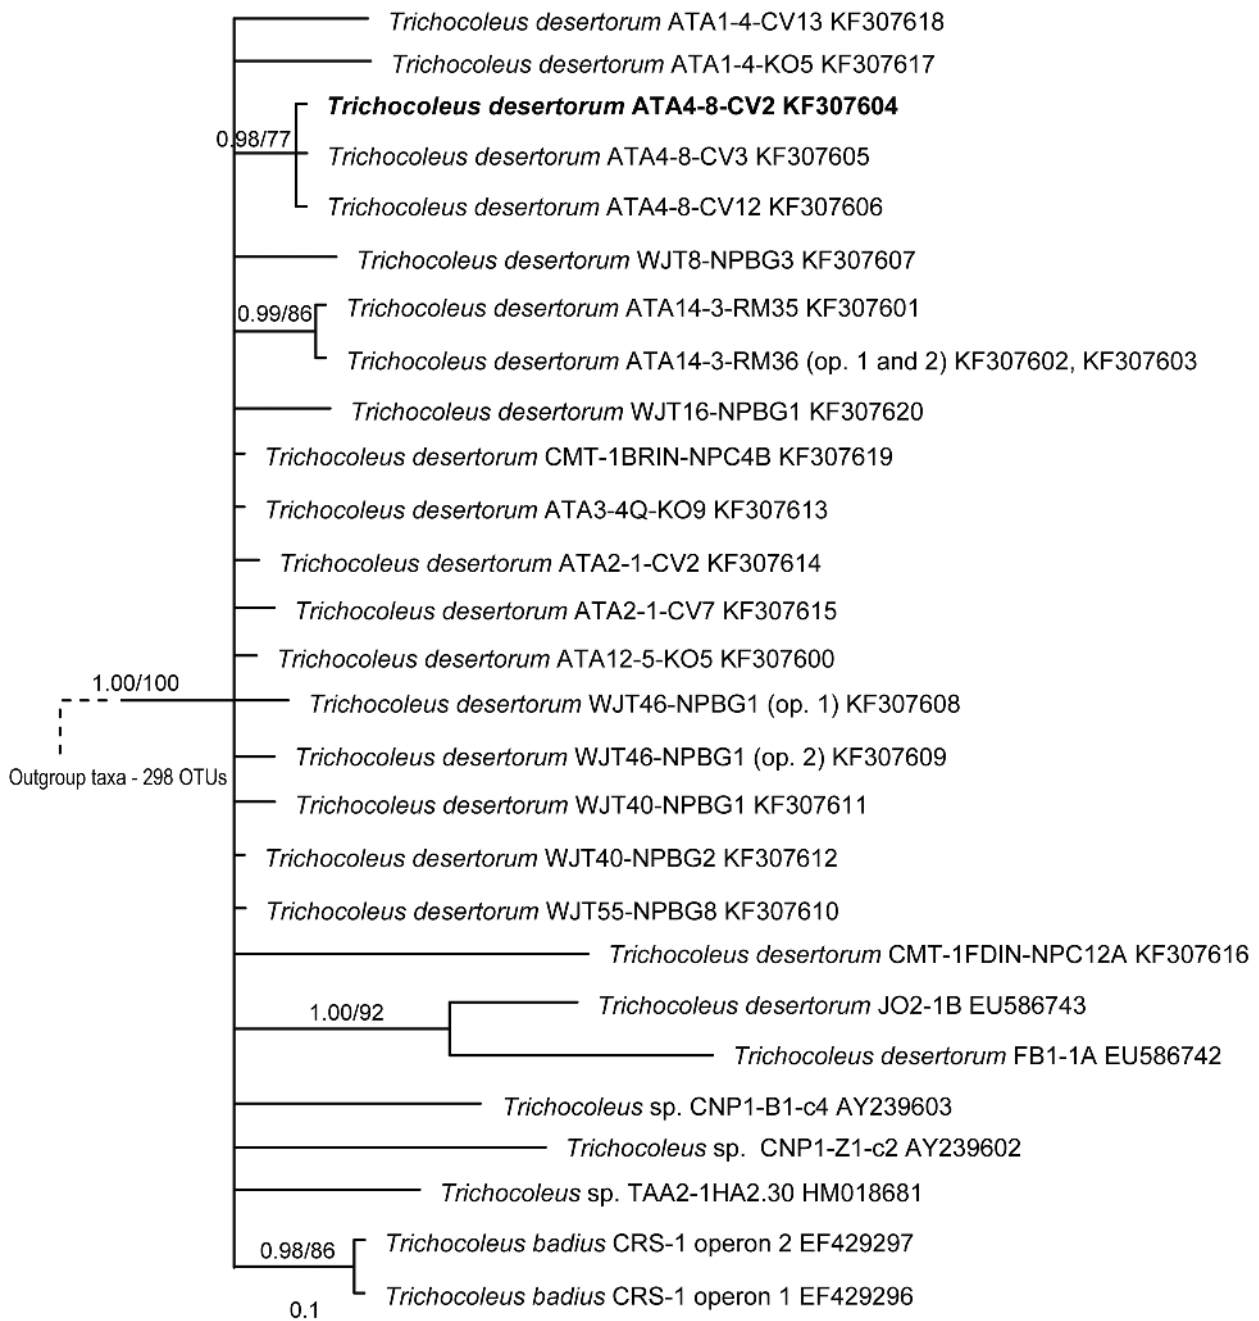 Trichocoleus desertorum ATA1-4-CV13 KF307618
Trichocoleus desertorum ATA1-4-KO5 KF307617
Trichocoleus desertorum ATA4-8-CV2 KF307604
0.98/77
Trichocoleus desertorum ATA4-8-CV3 KF307605
Trichocoleus desertorum ATA4-8-CV12 KF307606
Trichocoleus desertorum WJT8-NPBG3 KF307607
Trichocoleus desertorum ATA14-3-RM35 KF307601
0.99/86
Trichocoleus desertorum ATA14-3-RM36 (op. 1 and 2) KF307602, KF307603
Trichocoleus desertorum WJT16-NPBG1 KF307620
Trichocoleus desertorum CMT-1BRIN-NPC4B KF307619
Trichocoleus desertorum ATA3-4Q-KO9 KF307613
Trichocoleus desertorum ATA2-1-CV2 KF307614
Trichocoleus desertorum ATA2-1-CV7 KF307615
Trichocoleus desertorum ATA12-5-KO5 KF307600
1.00/100
Trichocoleus desertorum WJT46-NPBG1 (op. 1) KF307608
Trichocoleus desertorum WJT46-NPBG1 (op. 2) KF307609
Outgroup taxa - 298 OTUs
Trichocoleus desertorum WJT40-NPBG1 KF307611
Trichocoleus desertorum WJT40-NPBG2 KF307612
Trichocoleus desertorum WJT55-NPBG8 KF307610
Trichocoleus desertorum CMT-1FDIN-NPC12A KF307616
Trichocoleus desertorum JO2-1B EU586743
1.00/92
Trichocoleus desertorum FB1-1A EU586742
Trichocoleus sp. CNP1-B1-c4 AY239603
Trichocoleus sp. CNP1-Z1-c2 AY239602
Trichocoleus sp. TAA2-1HA2.30 HM018681
Trichocoleus badius CRS-1 operon 2 EF429297
0.98/86
Trichocoleus badius CRS-1 operon 1 EF429296
0.1